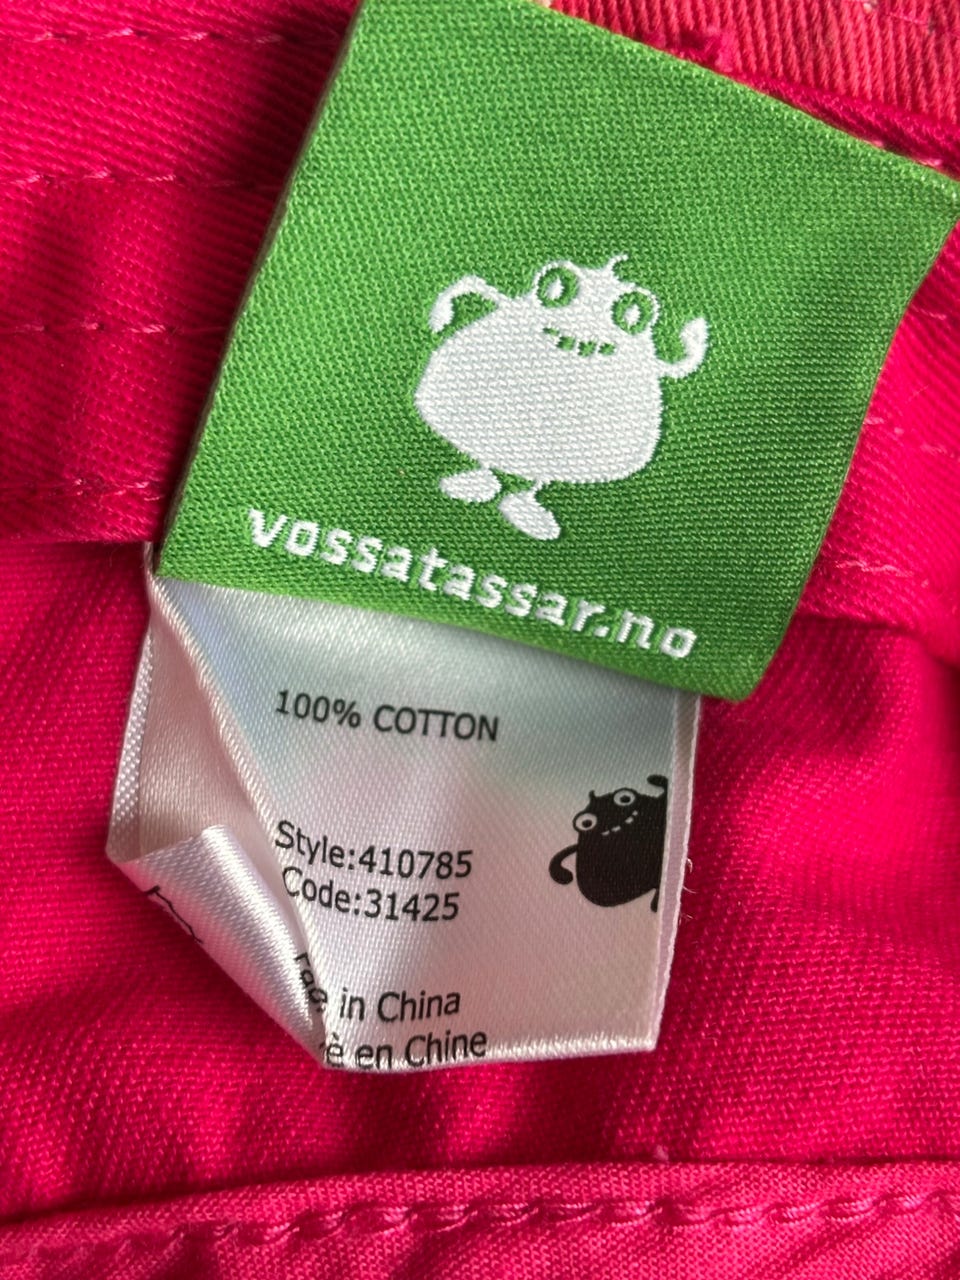 vossatassar.no
100% COTTON
Style:410785
Code:31425
in China
è en Chine